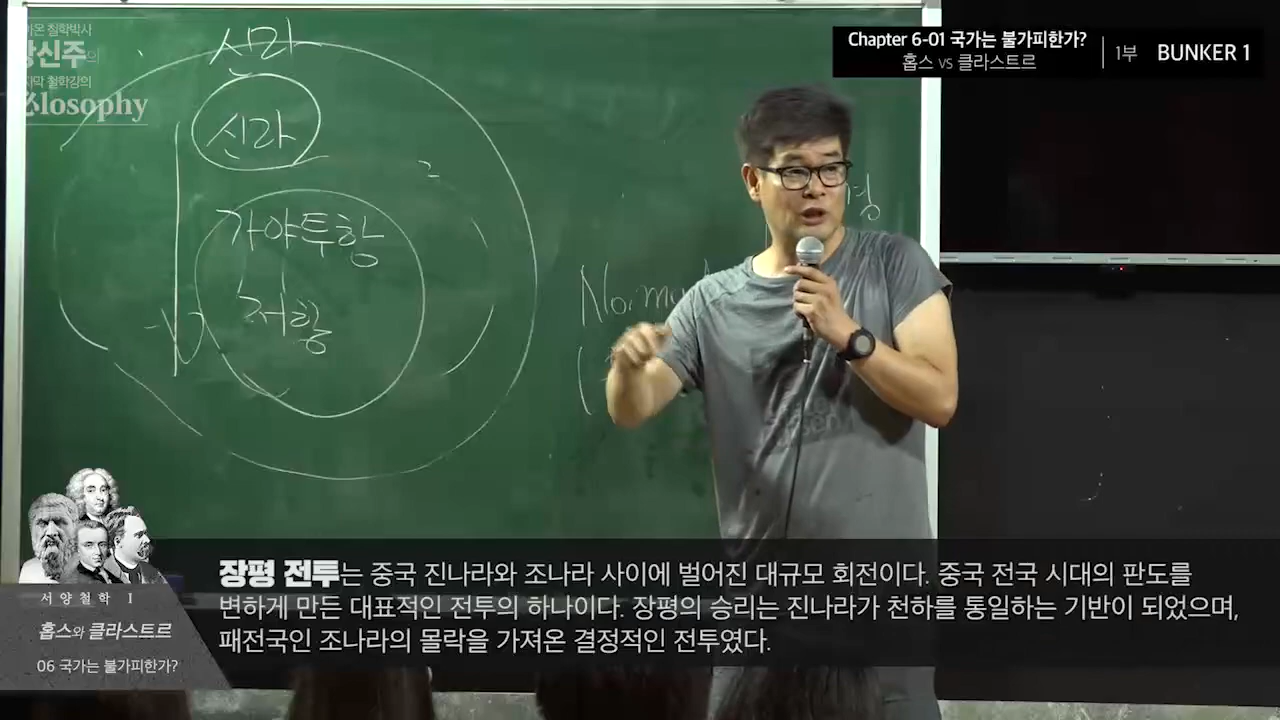 철학박사
신주의
철학강의
losophy
Chapter 6-01 국가는 불가피한가?
홉스 vs 클라스트르
1부
BUNKER 1
신라
신라
가야투항
저항
2
Norm
장평 전투는 중국 진나라와 조나라 사이에 벌어진 대규모 회전이다. 중국 전국 시대의 판도를
변하게 만든 대표적인 전투의 하나이다. 장평의 승리는 진나라가 천하를 통일하는 기반이 되었으며,
패전국인 조나라의 몰락을 가져온 결정적인 전투였다.
서양철학 I
홉스와 클라스트르
06 국가는 불가피한가?